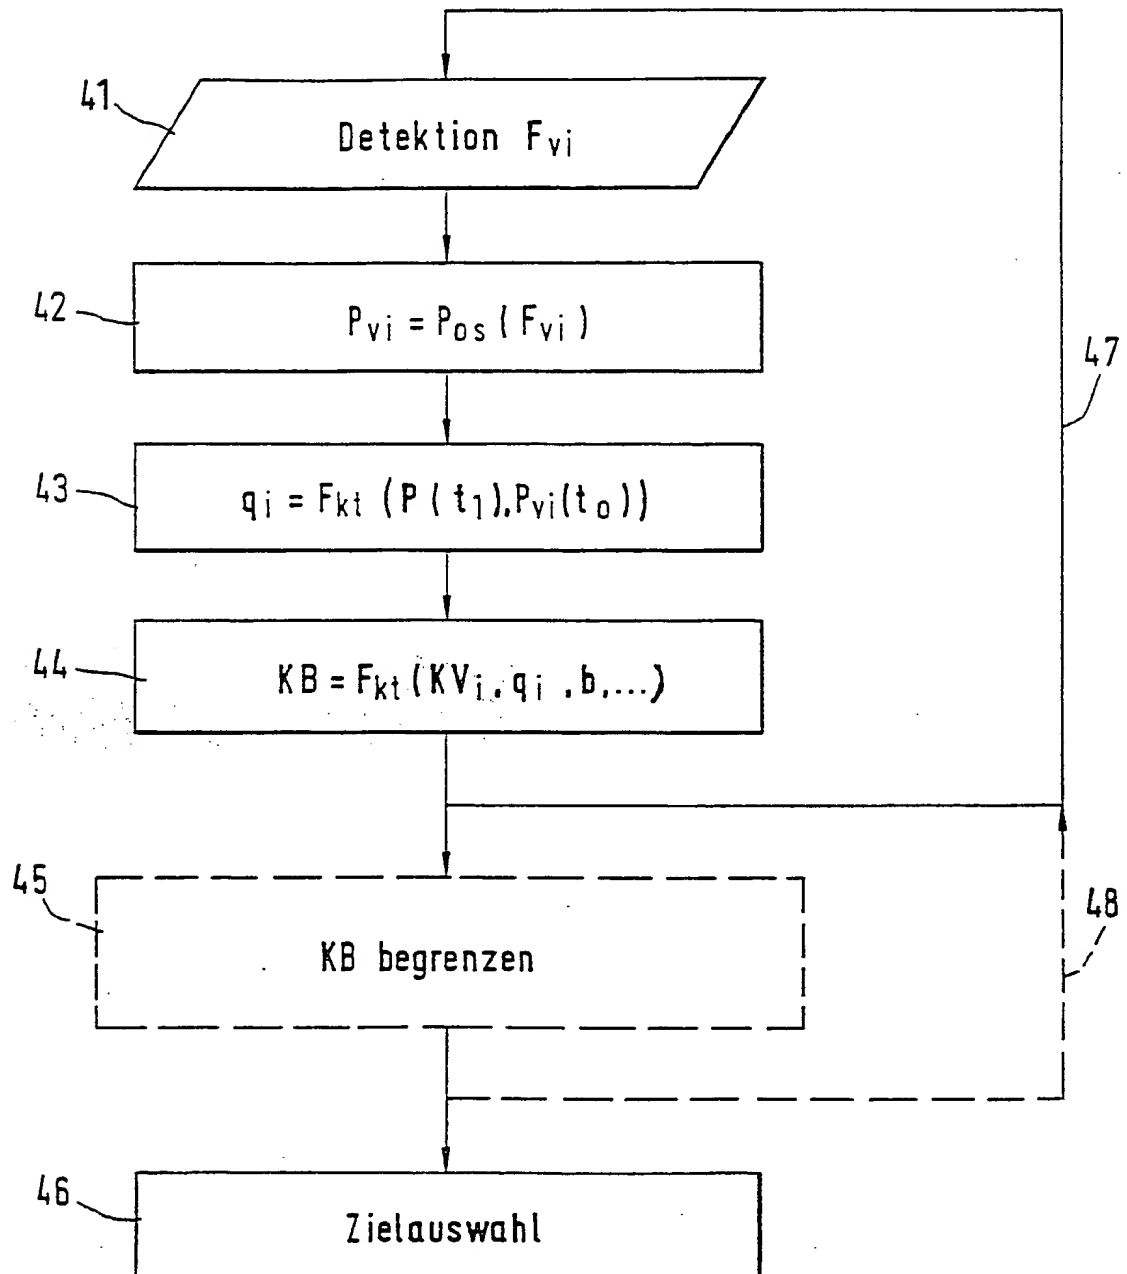 41
Detektion Fvi
42
Pvi = Pos ( Fvi )
47
43
qi = Fkt ( P ( t1 ), Pvi(to))
44
KB = Fkt ( KVi, qi , b,...)
45
KB begrenzen
48
46
Zielauswahl